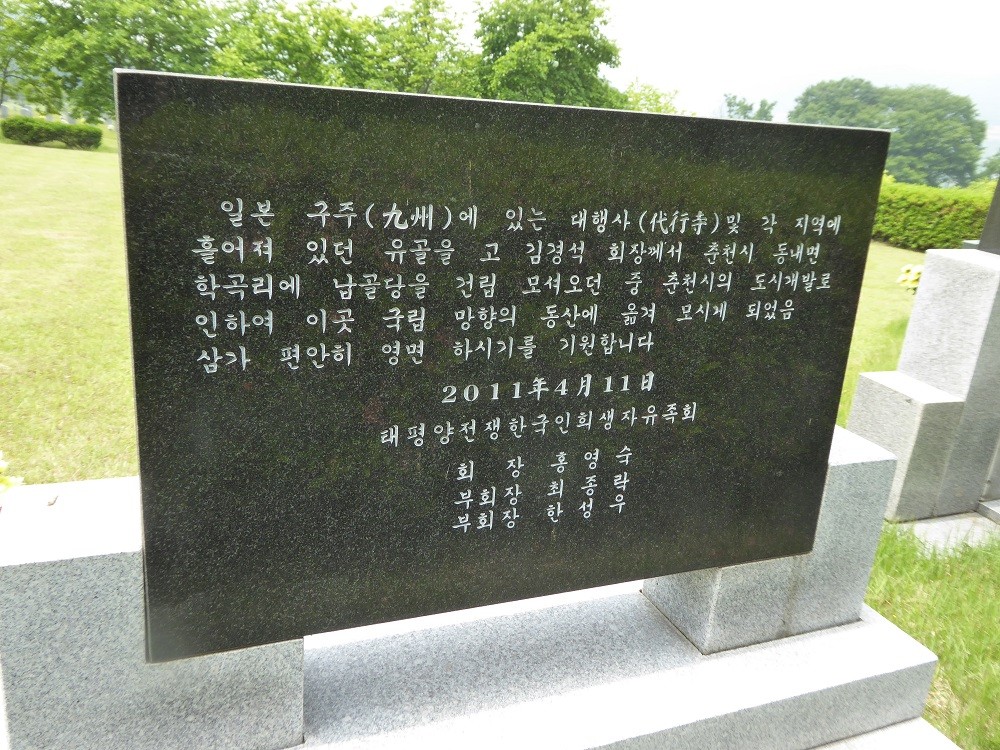 일본 구주(九州)에 있는 대행사(代行寺)및 각 지역에
흩어져 있던 유골을 고 김경석 회장께서 춘천시 동내면
학곡리에 납골당을 건립 모셔오던 중 춘천시의 도시개발로
인하여 이곳 국립 망향의 동산에 옮겨 모시게 되었음
삼가 편안히 영면 하시기를 기원합니다
2011年4月11日
태평양전쟁한국인희생자유족회
회 장 홍영숙
부회장 최종락
부회장 한성우